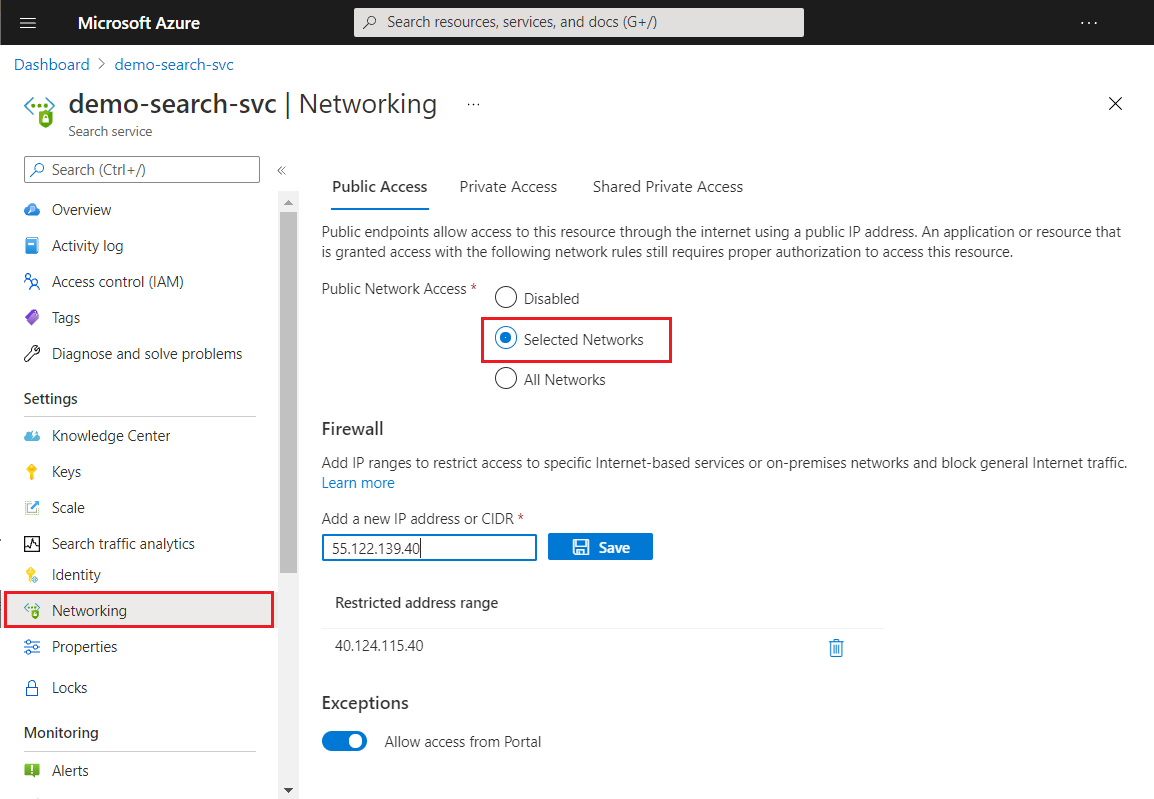 Microsoft Azure
Search resources, services, and docs (G+/)
...
Dashboard > demo-search-svc
demo-search-svc | Networking ...
Search service
Search (Ctrl+/)
«
Overview
Activity log
Access control (IAM)
Tags
Diagnose and solve problems
Settings
Knowledge Center
Keys
Scale
Search traffic analytics
Identity
Networking
Properties
Locks
Monitoring
Alerts
Public Access Private Access Shared Private Access
Public endpoints allow access to this resource through the internet using a public IP address. An application or resource that
is granted access with the following network rules still requires proper authorization to access this resource.
Public Network Access *
Disabled
Selected Networks
All Networks
Firewall
Add IP ranges to restrict access to specific Internet-based services or on-premises networks and block general Internet traffic.
Learn more
Add a new IP address or CIDR *
55.122.139.40
Save
Restricted address range
40.124.115.40
Exceptions
Allow access from Portal